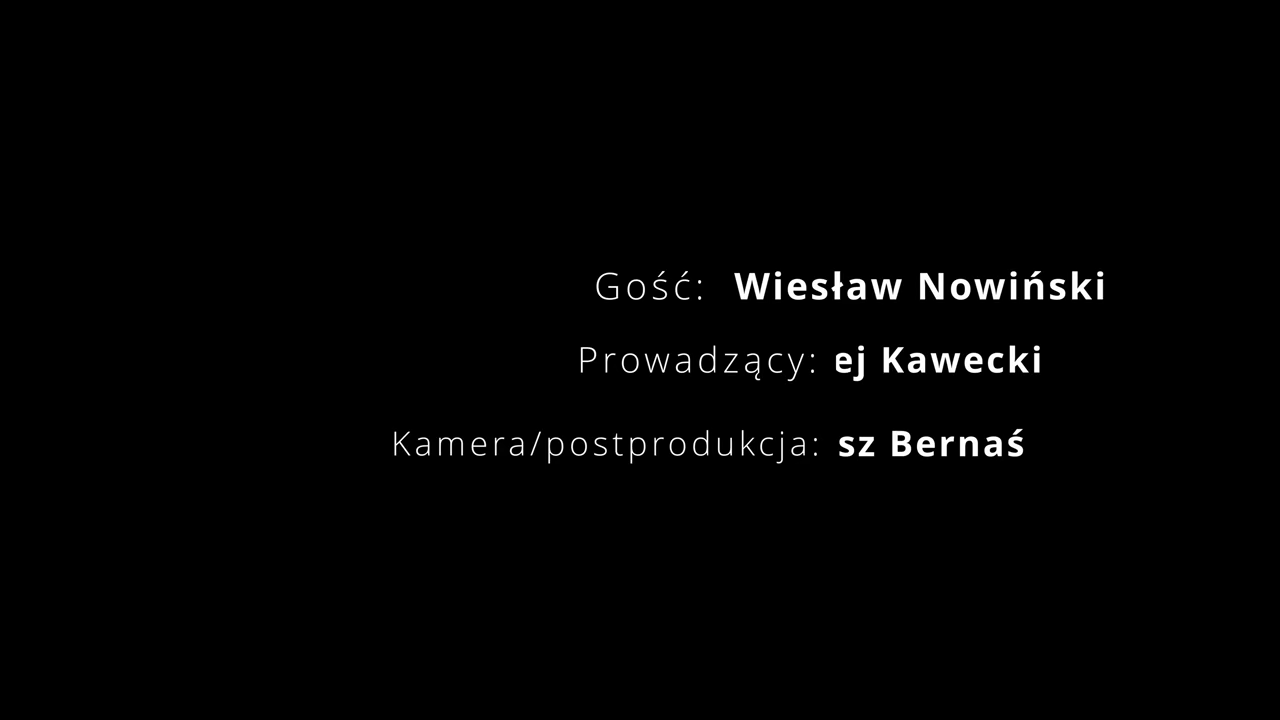 Gość: Wiesław Nowiński
Prowadzący: ej Kawecki
Kamera/postprodukcja: sz Bernaś